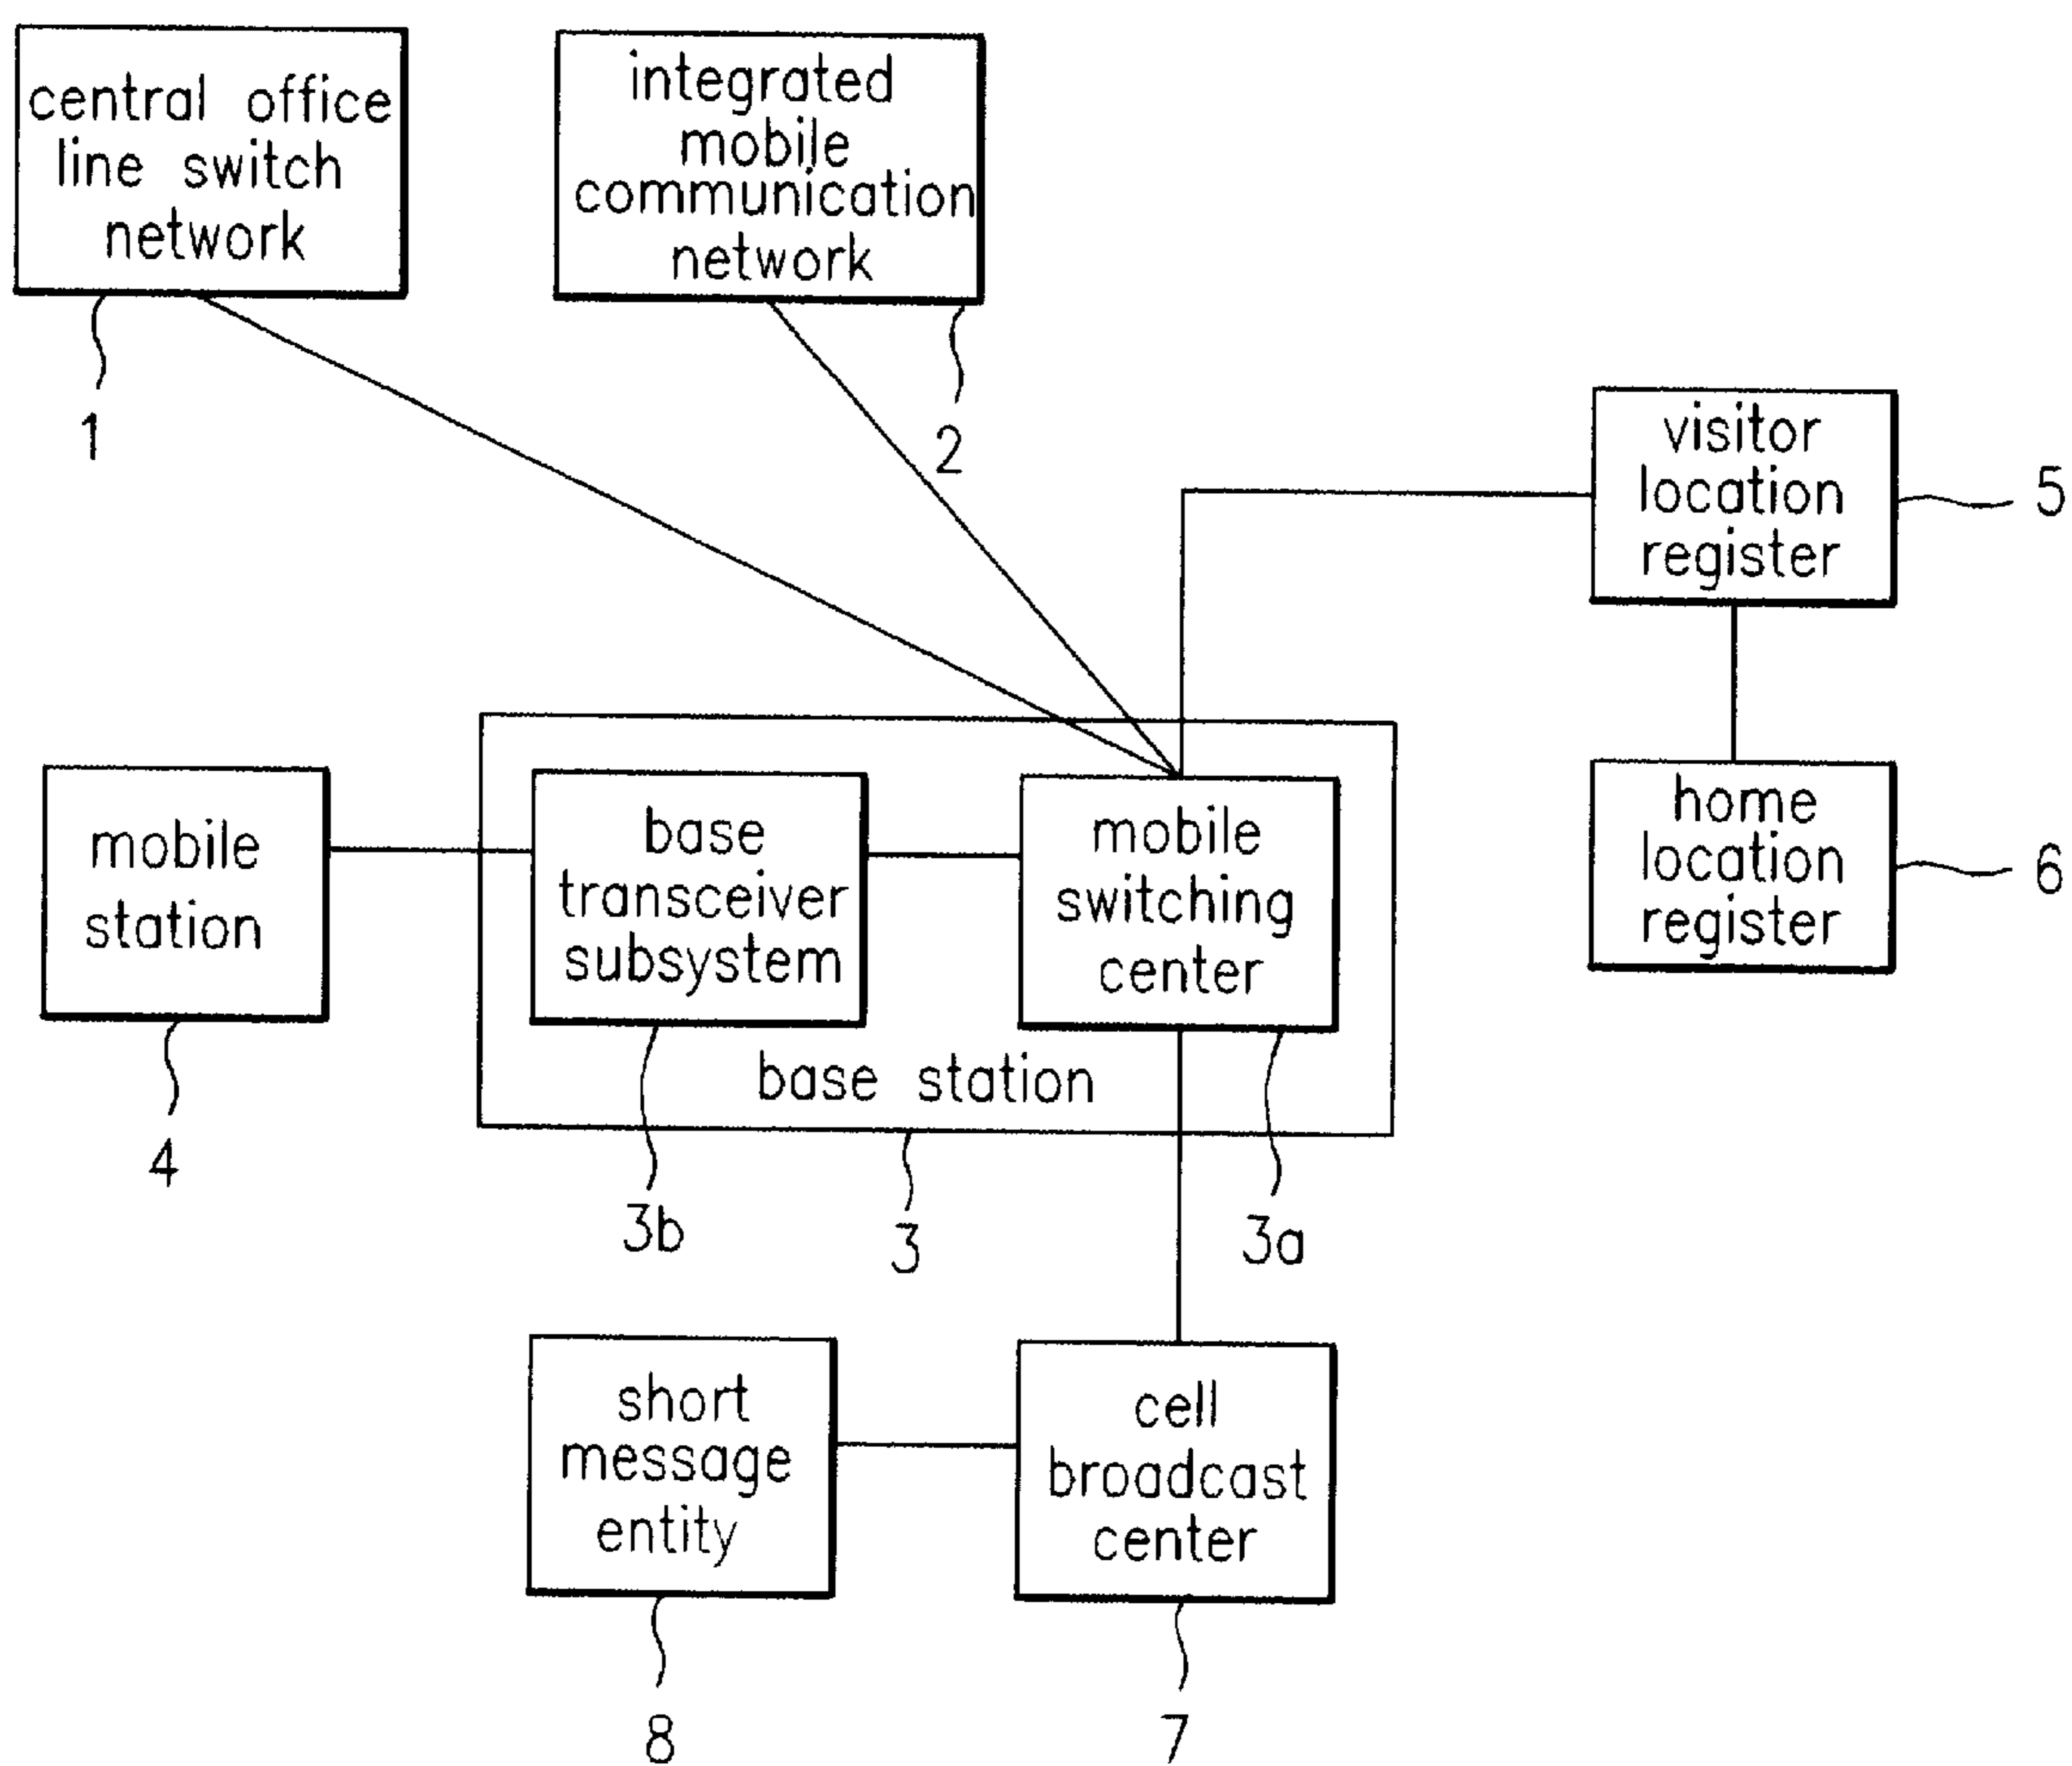 central office
line switch
network
1
integrated
mobile
communication
network
2
visitor
location
register
5
home
location
register
6
mobile
station
4
base
transceiver
subsystem
3b
mobile
switching
center
3a
base station
3
short
message
entity
8
cell
broadcast
center
7